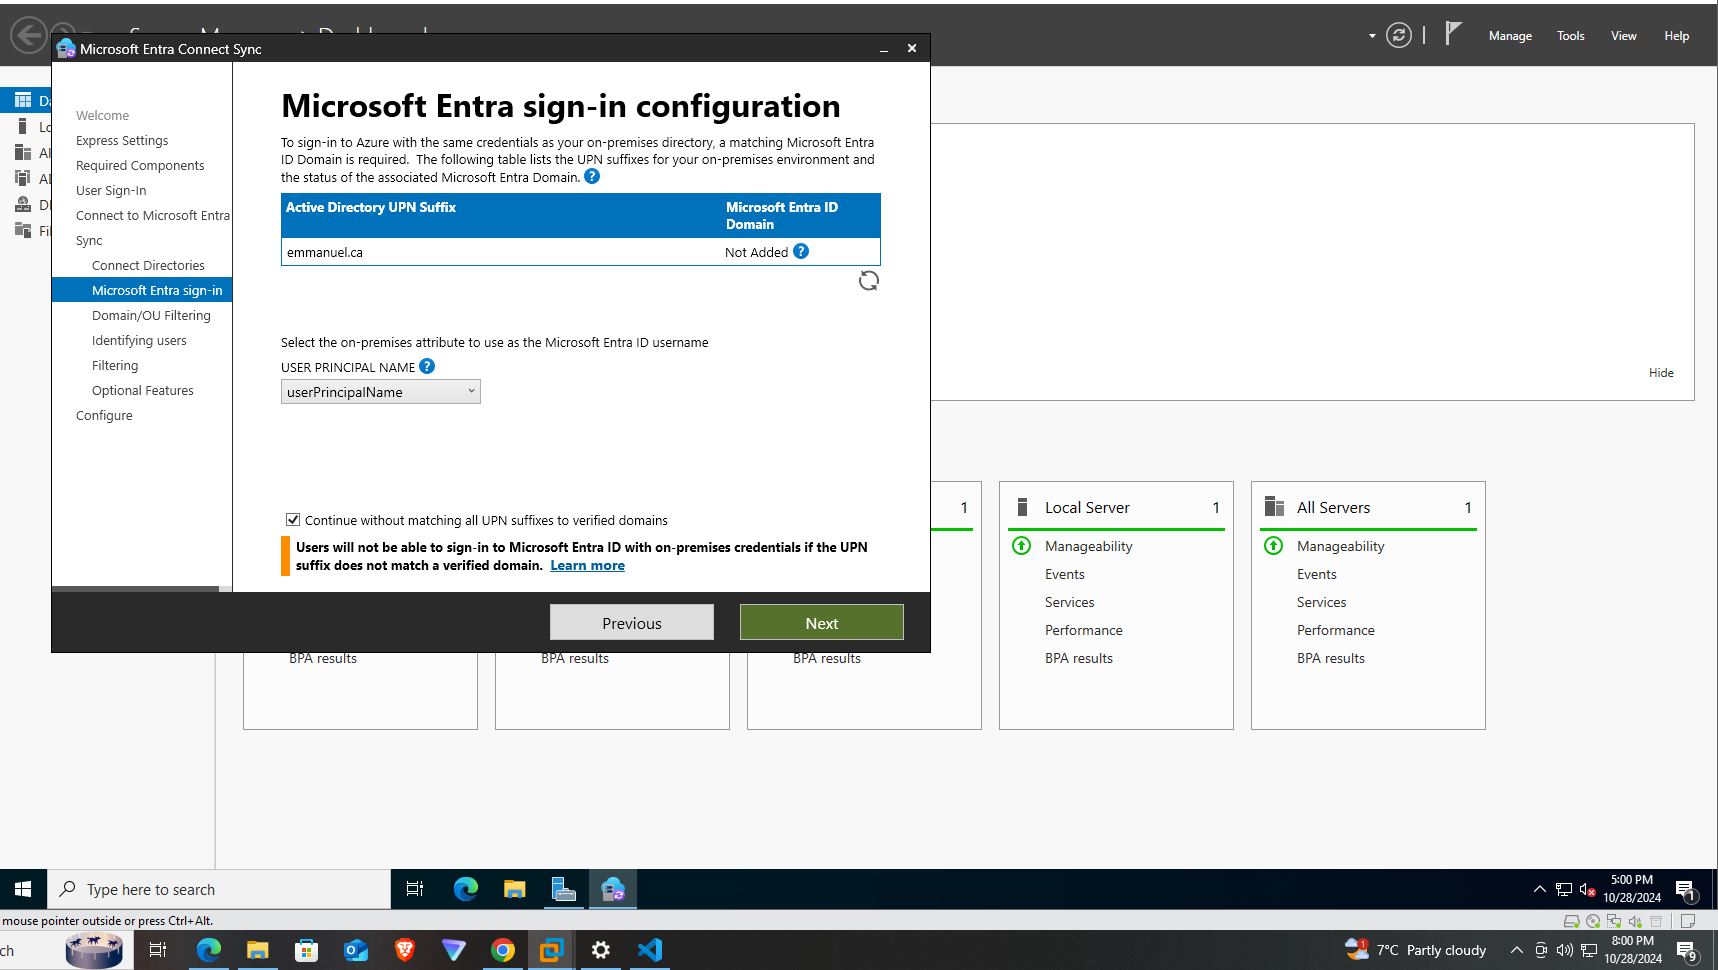 Microsoft Entra Connect Sync
Manage
Tools
View
Help
Welcome
Express Settings
Required Components
User Sign-In
Connect to Microsoft Entra
Sync
Connect Directories
Microsoft Entra sign-in
Domain/OU Filtering
Identifying users
Filtering
Optional Features
Configure
Microsoft Entra sign-in configuration
To sign-in to Azure with the same credentials as your on-premises directory, a matching Microsoft Entra
ID Domain is required. The following table lists the UPN suffixes for your on-premises environment and
the status of the associated Microsoft Entra Domain. ?
Active Directory UPN Suffix
Microsoft Entra ID
Domain
emmanuel.ca
Not Added ?
Select the on-premises attribute to use as the Microsoft Entra ID username
USER PRINCIPAL NAME ?
userPrincipalName
Continue without matching all UPN suffixes to verified domains
Users will not be able to sign-in to Microsoft Entra ID with on-premises credentials if the UPN
suffix does not match a verified domain. Learn more
Previous
Next
Hide
1
Local Server 1
Manageability
Events
Services
Performance
BPA results
All Servers 1
Manageability
Events
Services
Performance
BPA results
BPA results
BPA results
BPA results
Type here to search
5:00 PM
10/28/2024
1
mouse pointer outside or press Ctrl+Alt.
ch
1
7°C Partly cloudy
8:00 PM
10/28/2024
9